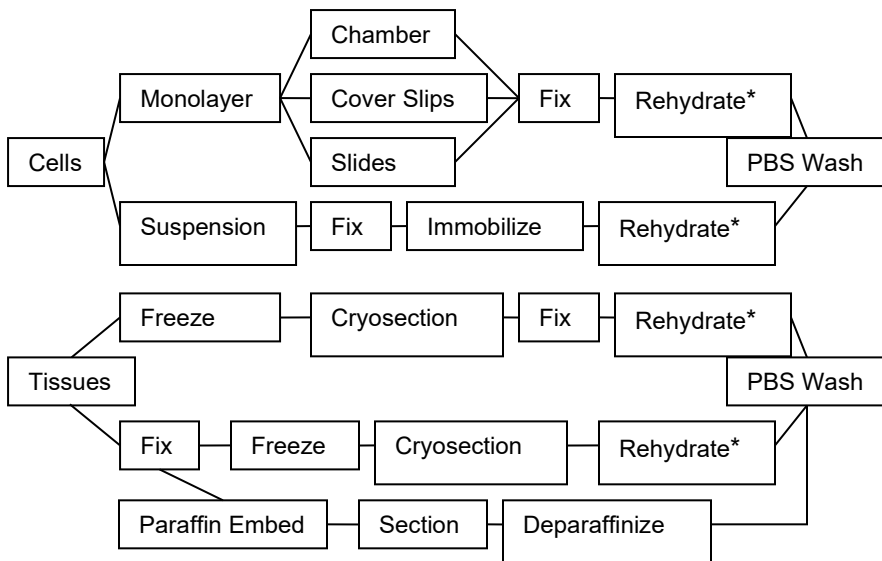 Chamber
Monolayer
Cover Slips
Fix
Rehydrate*
Cells
Slides
PBS Wash
Suspension
Fix
Immobilize
Rehydrate*
Freeze
Cryosection
Fix
Rehydrate*
Tissues
PBS Wash
Fix
Freeze
Cryosection
Rehydrate*
Paraffin Embed
Section
Deparaffinize